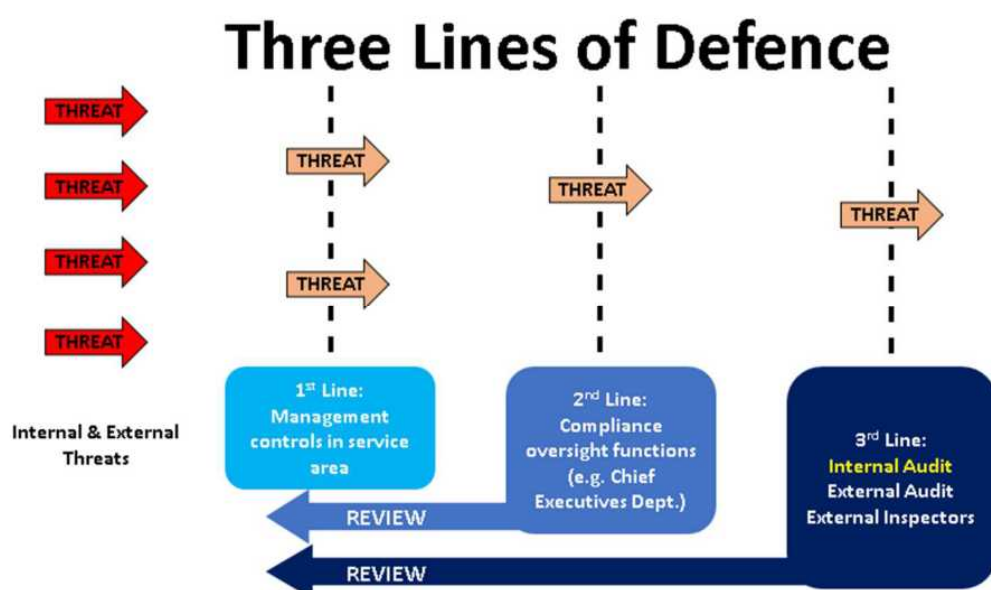 Three Lines of Defence
THREAT
THREAT
THREAT
THREAT
THREAT
THREAT
THREAT
THREAT
Internal & External
Threats
1st Line:
Management
controls in service
area
2nd Line:
Compliance
oversight functions
(e.g. Chief
Executives Dept.)
3rd Line:
Internal Audit
External Audit
External Inspectors
REVIEW
REVIEW